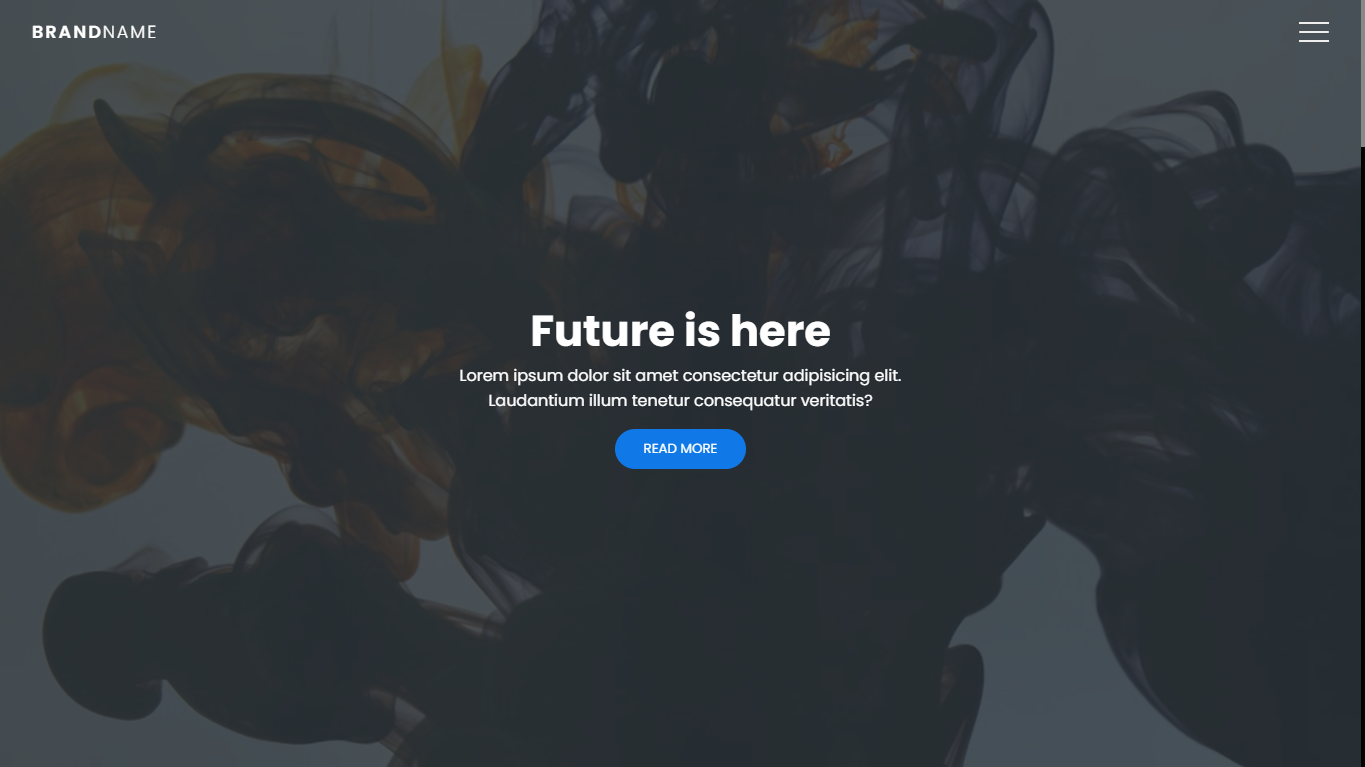 BRANDNAME
Future is here
Lorem ipsum dolor sit amet consectetur adipisicing elit.
Laudantium illum tenetur consequatur veritatis?
READ MORE